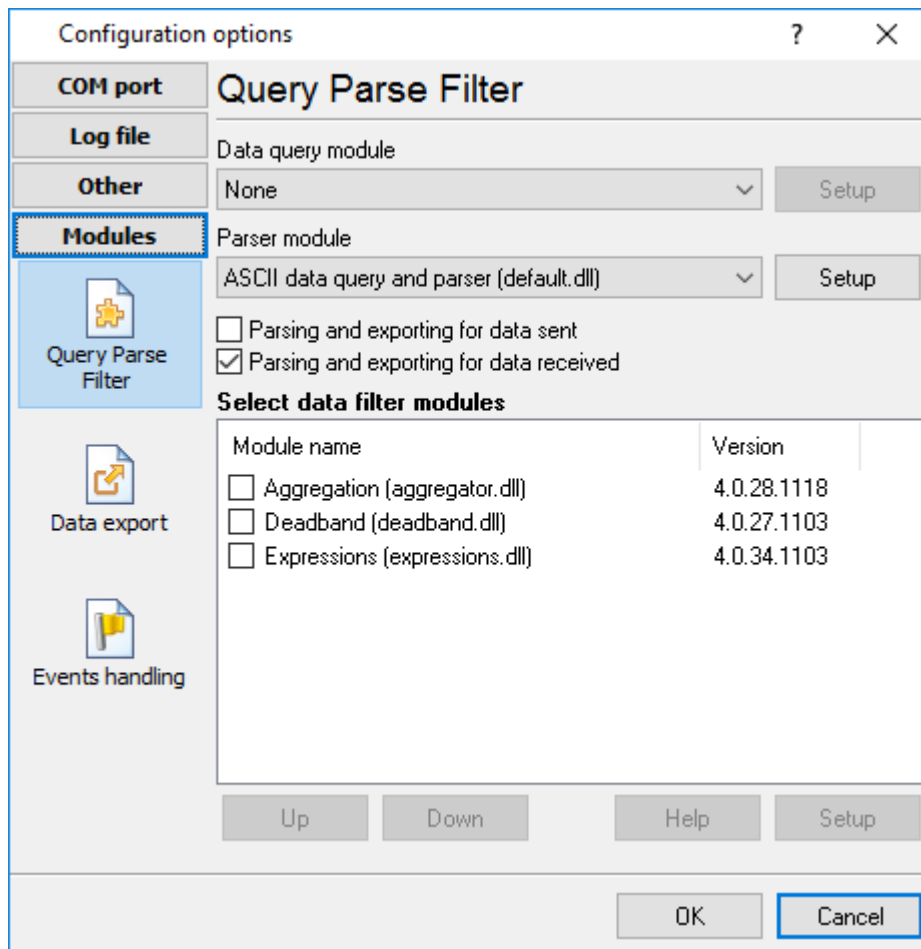 Configuration options
?
COM port
Log file
Other
Modules
Query Parse
Filter
Data export
Events handling
Query Parse Filter
Data query module
None
Setup
Parser module
ASCII data query and parser (default.dll)
Setup
Parsing and exporting for data sent
Parsing and exporting for data received
Select data filter modules
Module name Version
Aggregation (aggregator.dll) 4.0.28.1118
Deadband (deadband.dll) 4.0.27.1103
Expressions (expressions.dll) 4.0.34.1103
Up Down Help Setup
OK Cancel